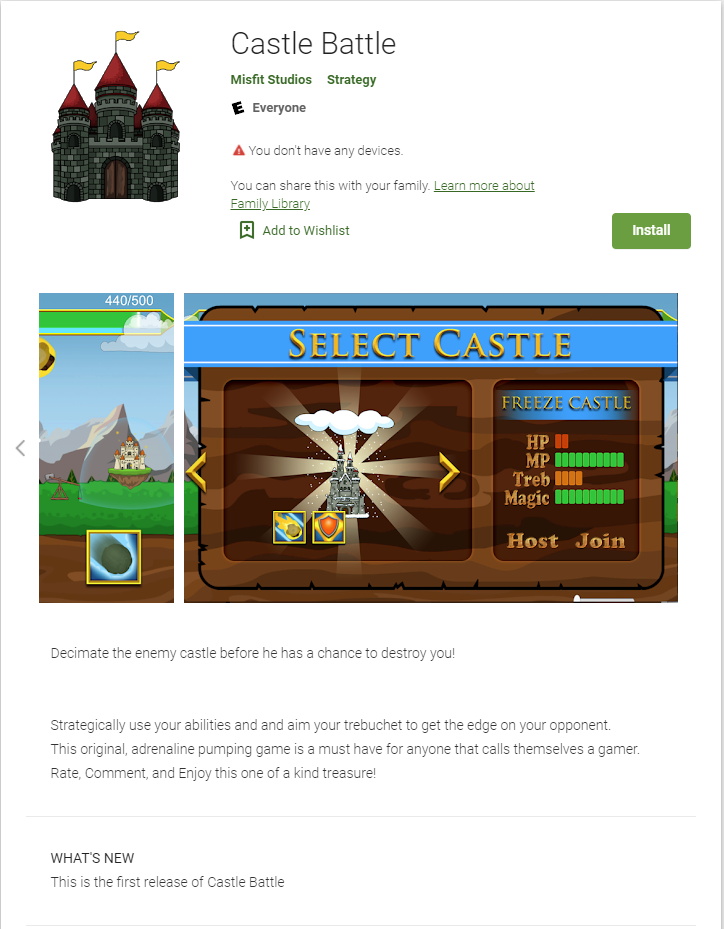 Castle Battle
Misfit Studios Strategy
E Everyone
You don't have any devices.
You can share this with your family. Learn more about
Family Library
Add to Wishlist
Install
440/500
SELECT CASTLE
FREEZE CASTLE
HP
MP
Treb
Magic
Host Join
Decimate the enemy castle before he has a chance to destroy you!
Strategically use your abilities and and aim your trebuchet to get the edge on your opponent.
This original, adrenaline pumping game is a must have for anyone that calls themselves a gamer.
Rate, Comment, and Enjoy this one of a kind treasure!
WHAT'S NEW
This is the first release of Castle Battle